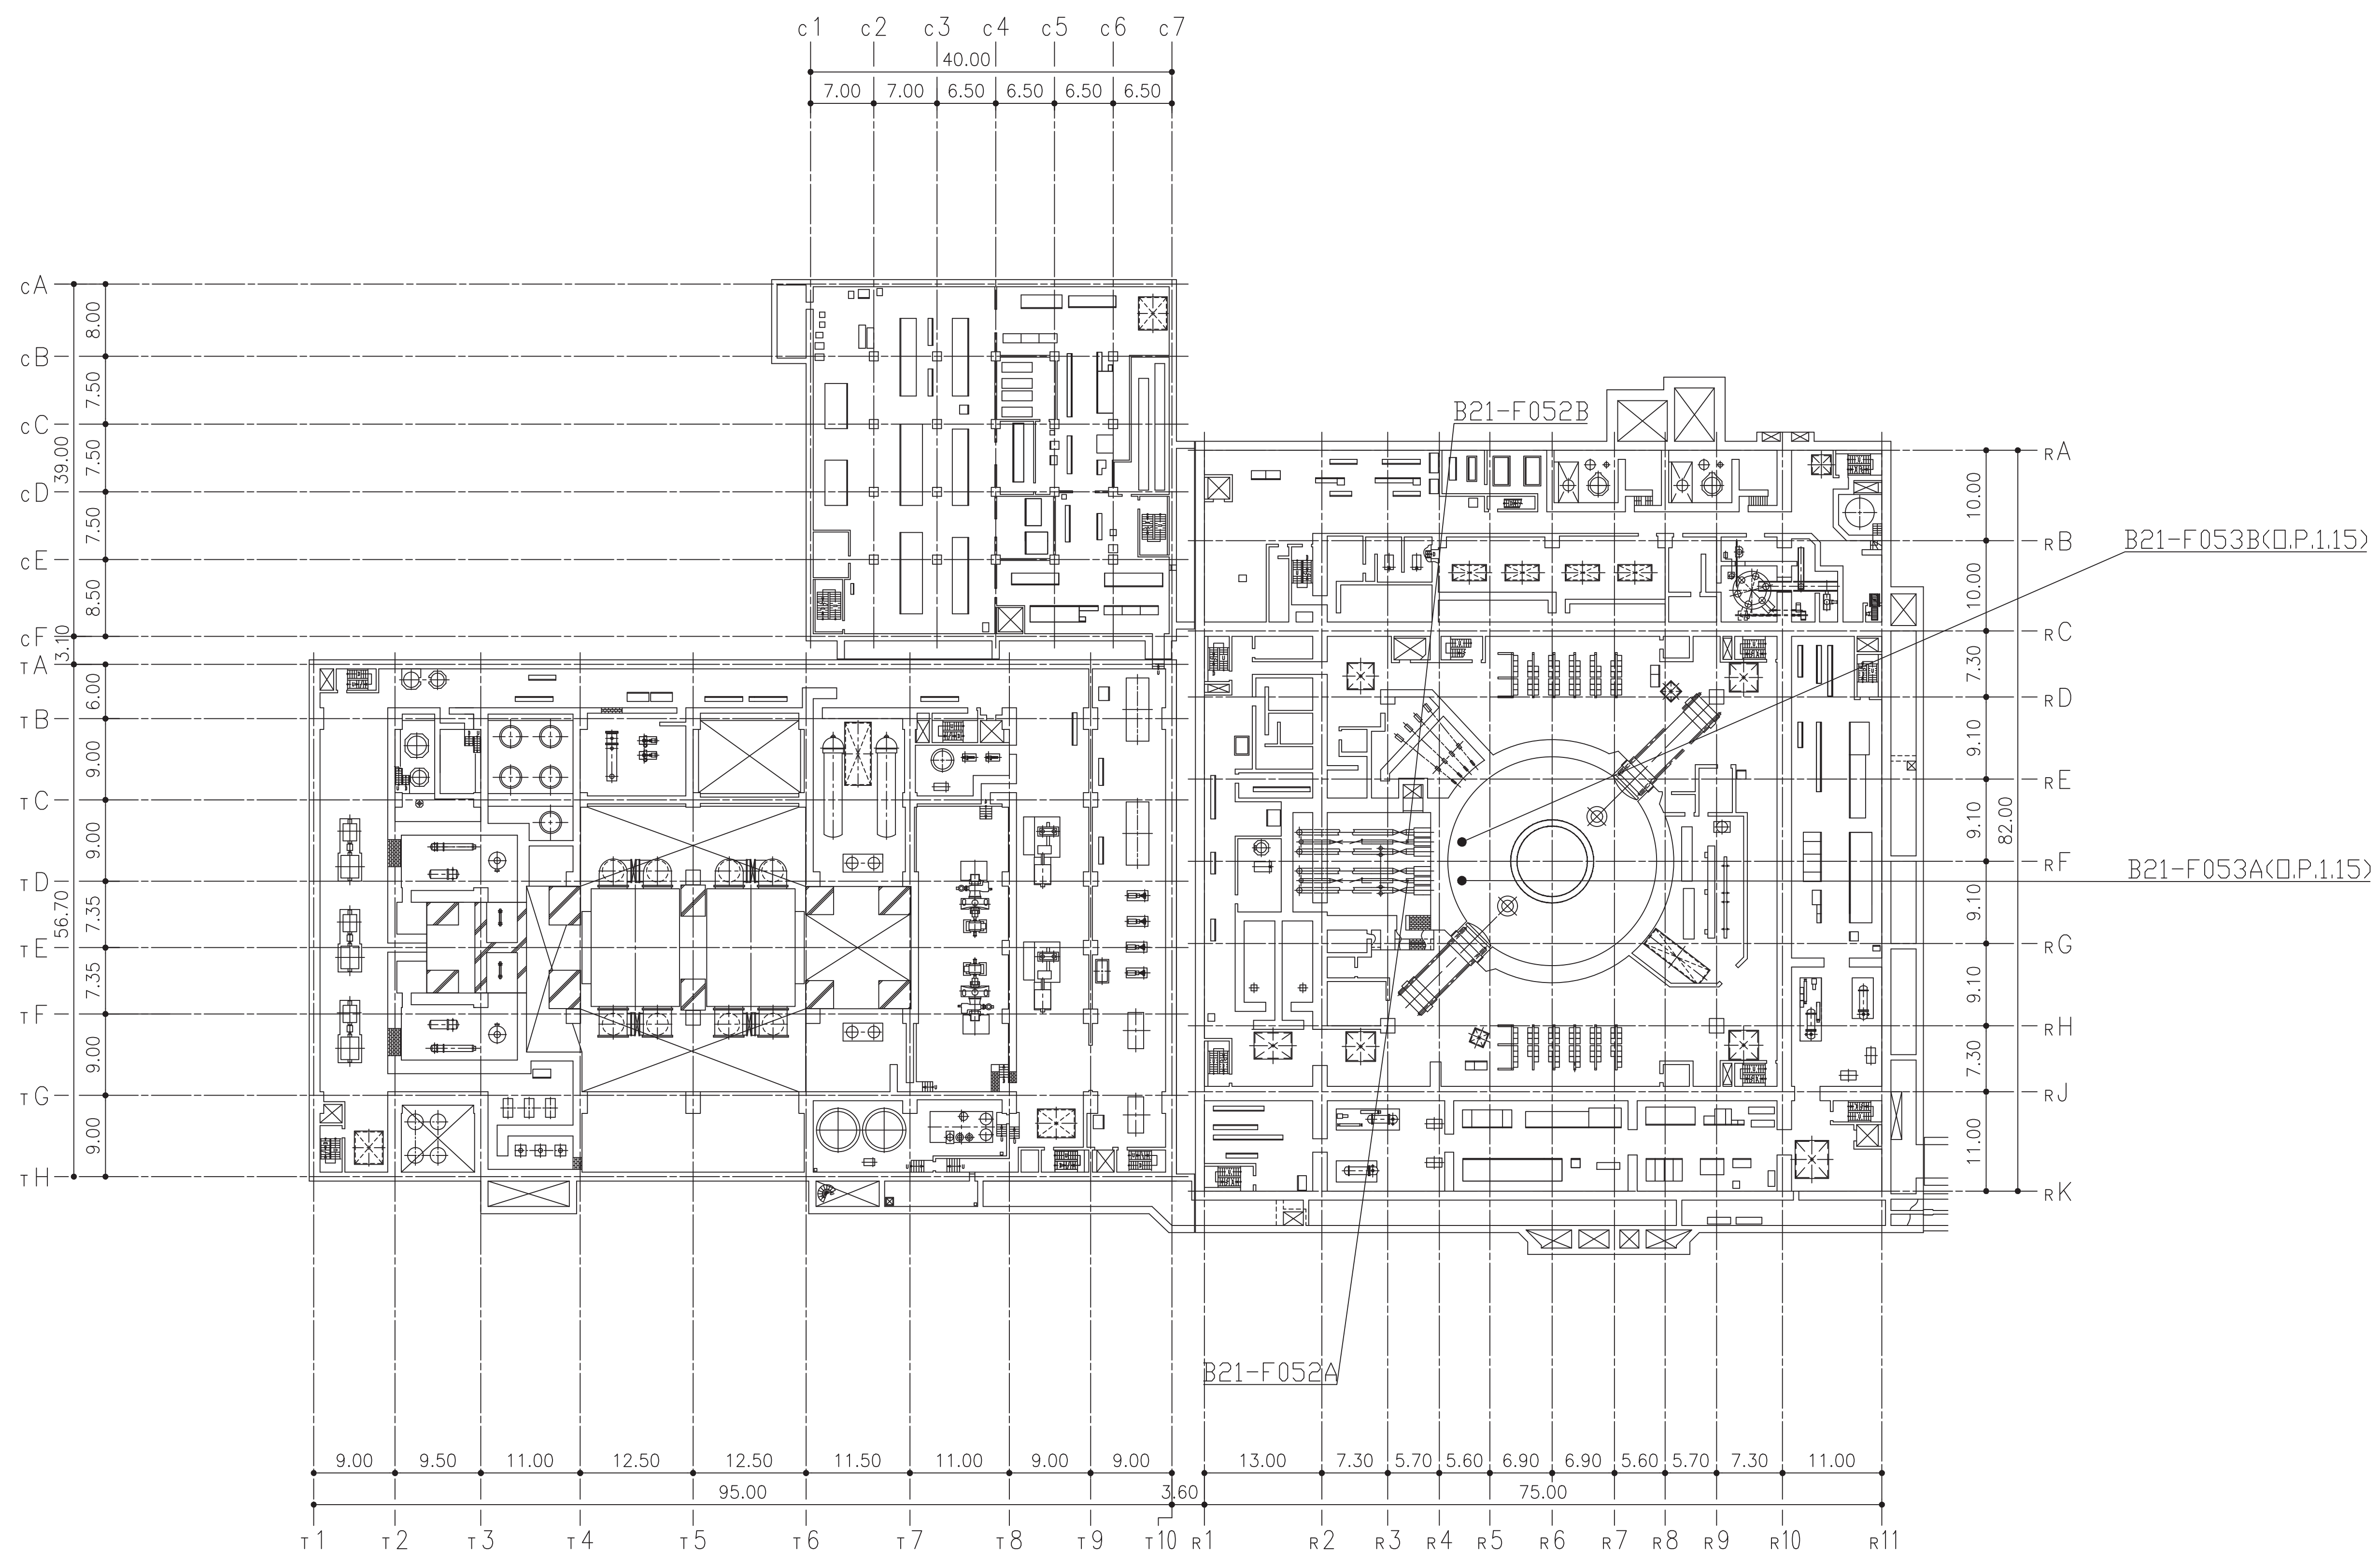 c1 c2 c3 c4 c5 c6 c7
40.00
7.00 7.00 6.50 6.50 6.50 6.50
cA
cB
cC
cD
cE
cF
TA
TB
TC
TD
TE
TF
TG
TH
8.00
7.50
7.50
7.50
8.50
39.00
3.10
6.00
9.00
9.00
7.35
7.35
9.00
9.00
56.70
B21-F052B
B21-F053B(O.P.1.15)
B21-F053A(O.P.1.15)
B21-F052A
RA
RB
RC
RD
RE
RF
RG
RH
RJ
RK
10.00
10.00
7.30
9.10
9.10
9.10
9.10
7.30
11.00
82.00
9.00 9.50 11.00 12.50 12.50 11.50 11.00 9.00 9.00 13.00 7.30 5.70 5.60 6.90 6.90 5.60 5.70 7.30 11.00
95.00 3.60 75.00
T1 T2 T3 T4 T5 T6 T7 T8 T9 T10 R1 R2 R3 R4 R5 R6 R7 R8 R9 R10 R11